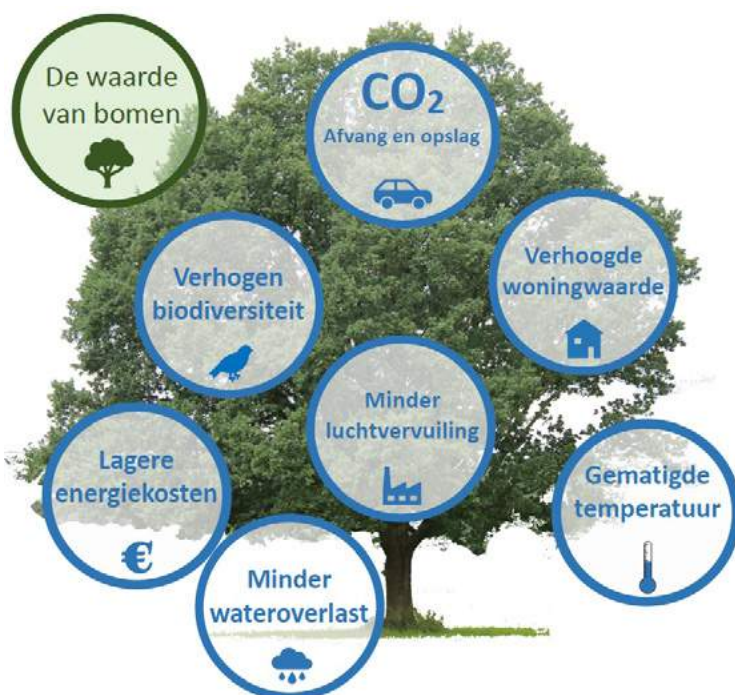 De waarde
van bomen
CO₂
Afvang en opslag
Verhogen
biodiversiteit
Verhoogde
woningwaarde
Minder
luchtvervuiling
Lagere
energiekosten
€
Gematigde
temperatuur
Minder
wateroverlast